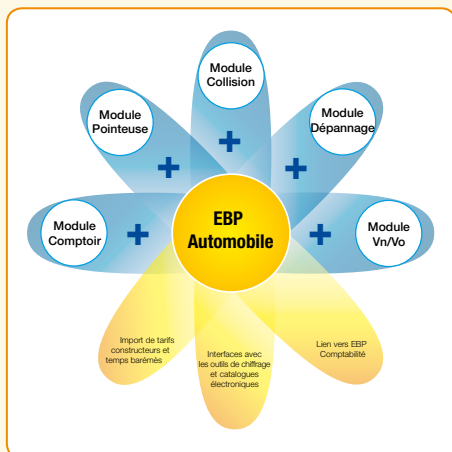 Module
Collision
Module
Pointeuse
Module
Dépannage
+
+
+
Module
Comptoir
+
EBP
Automobile
+
Module
Vn/Vo
Import de tarifs
constructeurs et
temps barémés
Interfaces avec
les outils de chiffrage
et catalogues
électroniques
Lien vers EBP
Comptabilité